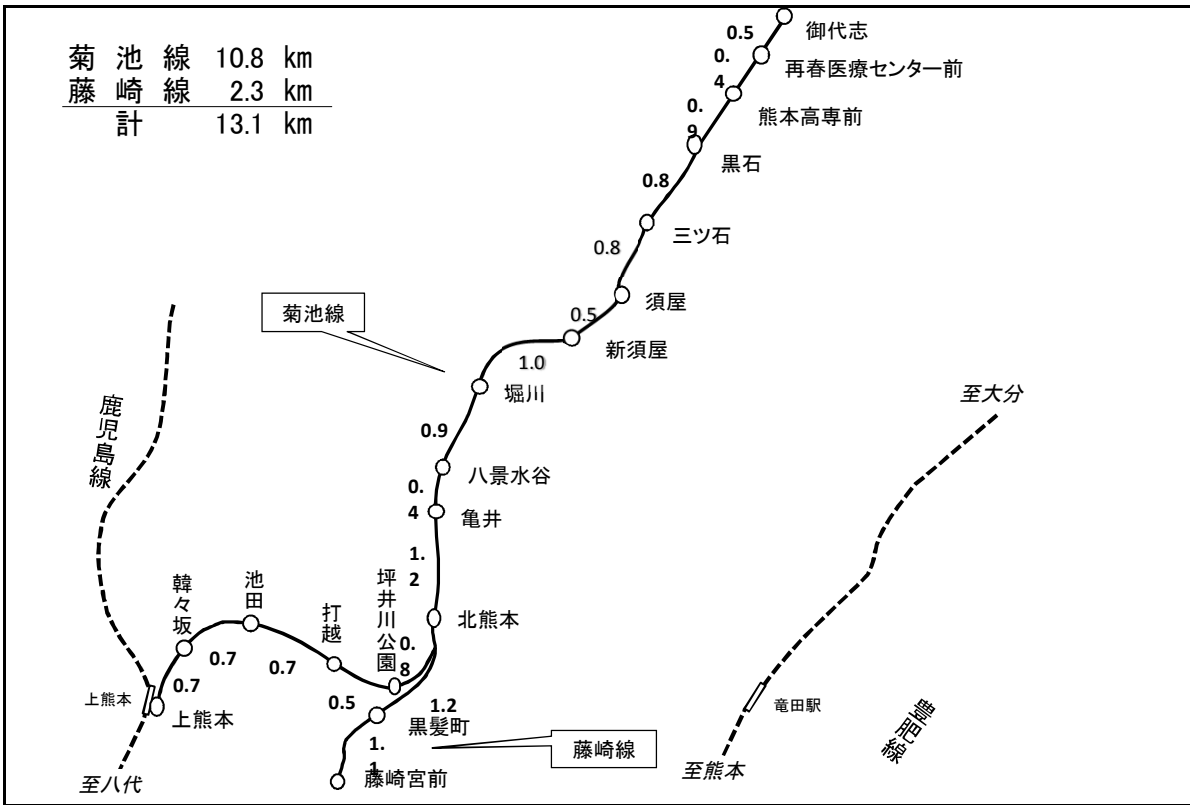 菊池線 10.8 km
藤崎線 2.3 km
計 13.1 km
御代志
0.5
再春医療センター前
0.4
熊本高専前
0.9
黒石
0.8
三ツ石
0.8
須屋
0.5
新須屋
1.0
堀川
菊池線
0.9
八景水谷
0.4
亀井
1.2
北熊本
0.8
坪井川公園
0.5
打越
0.7
池田
0.7
韓々坂
0.7
上熊本
上熊本
鹿児島線
至八代
1.2
黒髪町
1.1
藤崎宮前
藤崎線
至大分
竜田駅
豊肥線
至熊本